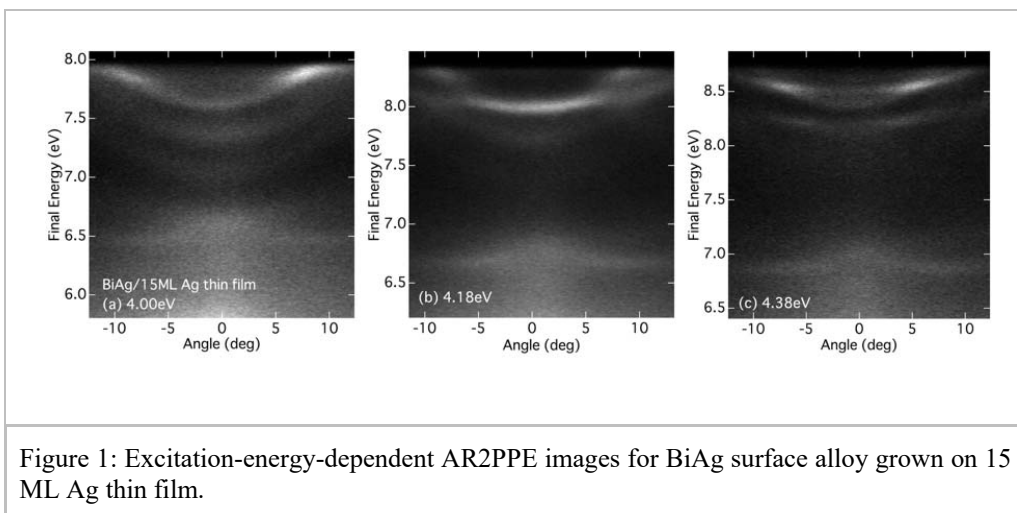 8.0
7.5
7.0
6.5
6.0
Final Energy (eV)
BiAg/15ML Ag thin film
(a) 4.00eV
-10 -5 0 5 10
Angle (deg)
8.0
7.5
7.0
6.5
Final Energy (eV)
(b) 4.18eV
-10 -5 0 5 10
Angle (deg)
8.5
8.0
7.5
7.0
6.5
Final Energy (eV)
(c) 4.38eV
-10 -5 0 5 10
Angle (deg)
Figure 1: Excitation-energy-dependent AR2PPE images for BiAg surface alloy grown on 15
ML Ag thin film.